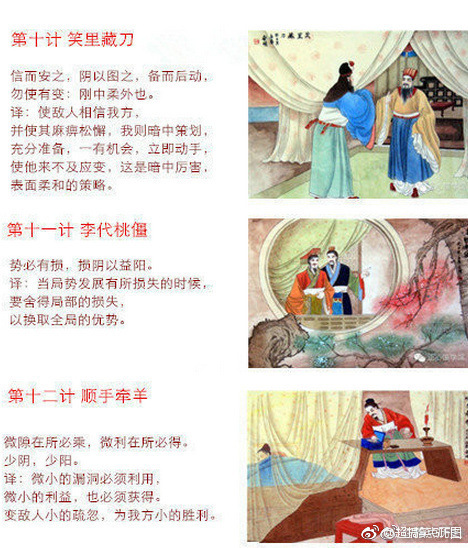 第十计 笑里藏刀
信而安之，阴以图之，备而后动，
勿使有变：刚中柔外也。
译：使敌人相信我方，
并使其麻痹松懈，我则暗中策划，
充分准备，一有机会，立即动手，
使他来不及应变，这是暗中厉害，
表面柔和的策略。
笑里藏刀
第十一计 李代桃僵
势必有损，损阴以益阳。
译：当局势发展有所损失的时候，
要舍得局部的损失，
以换取全局的优势。
第十二计 顺手牵羊
微隙在所必乘，微利在所必得。
少阴，少阳。
译：微小的漏洞必须利用，
微小的利益，也必须获得。
变敌人小的疏忽，为我方小的胜利。